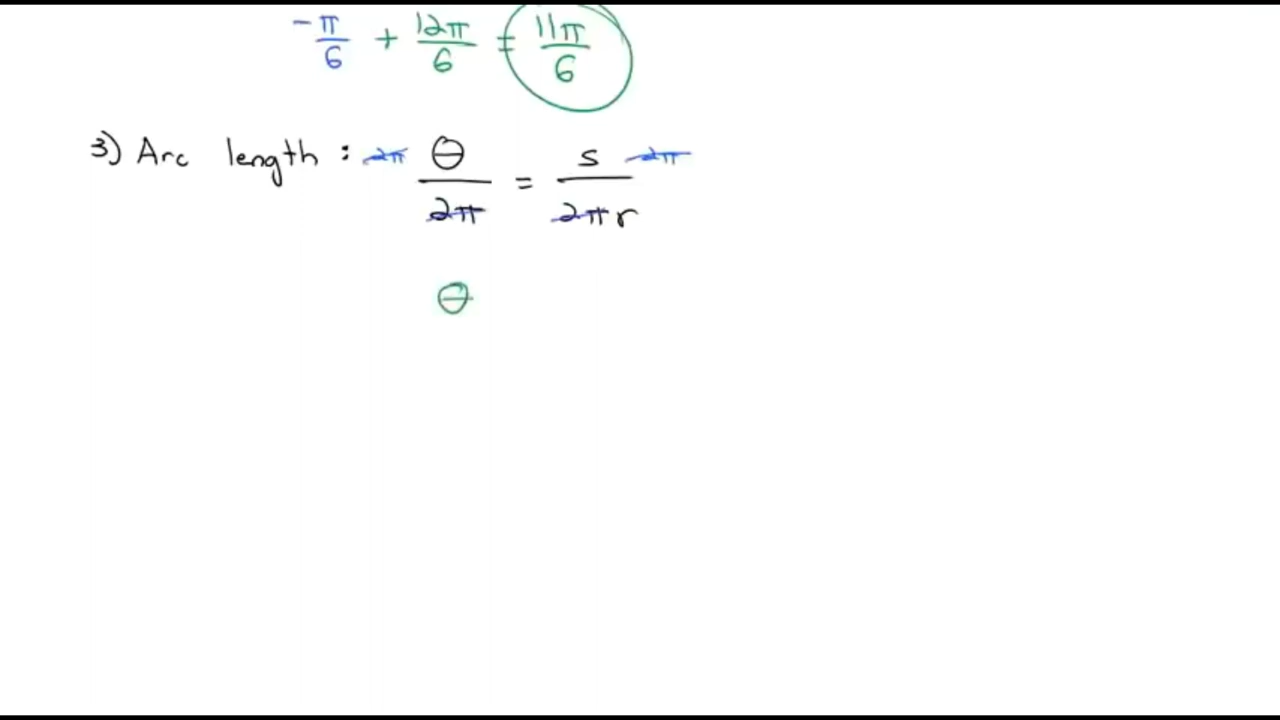 -π/6 + 12π/6 = 11π/6
3) Arc length : 2π θ/2π = s/2πr 2π
θ